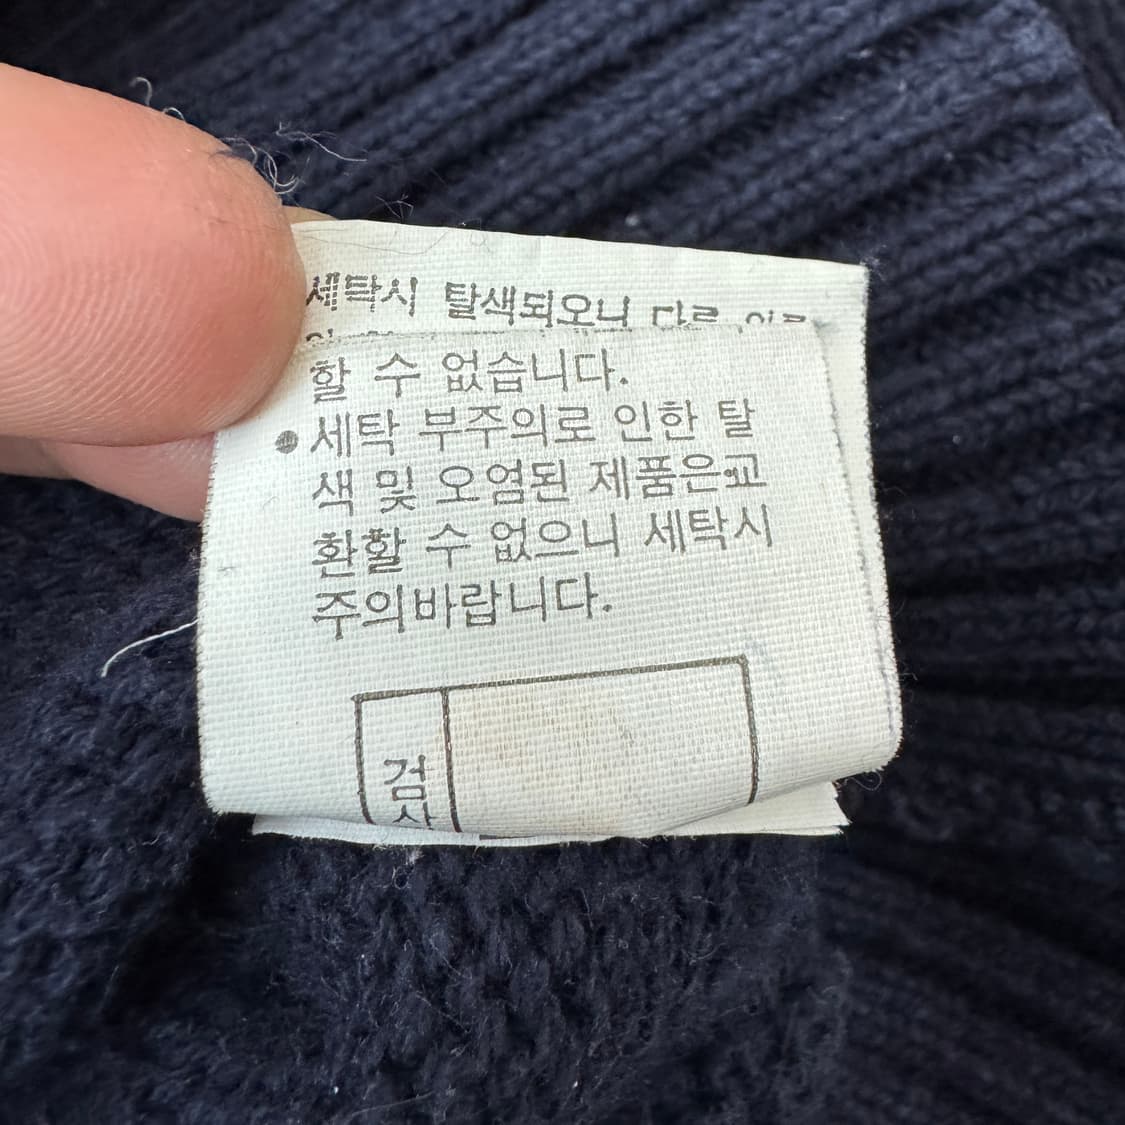 세탁시 탈색되오니 다른
할 수 없습니다.
● 세탁 부주의로 인한 탈
색 및 오염된 제품은교
환할 수 없으니 세탁시
주의바랍니다.
검